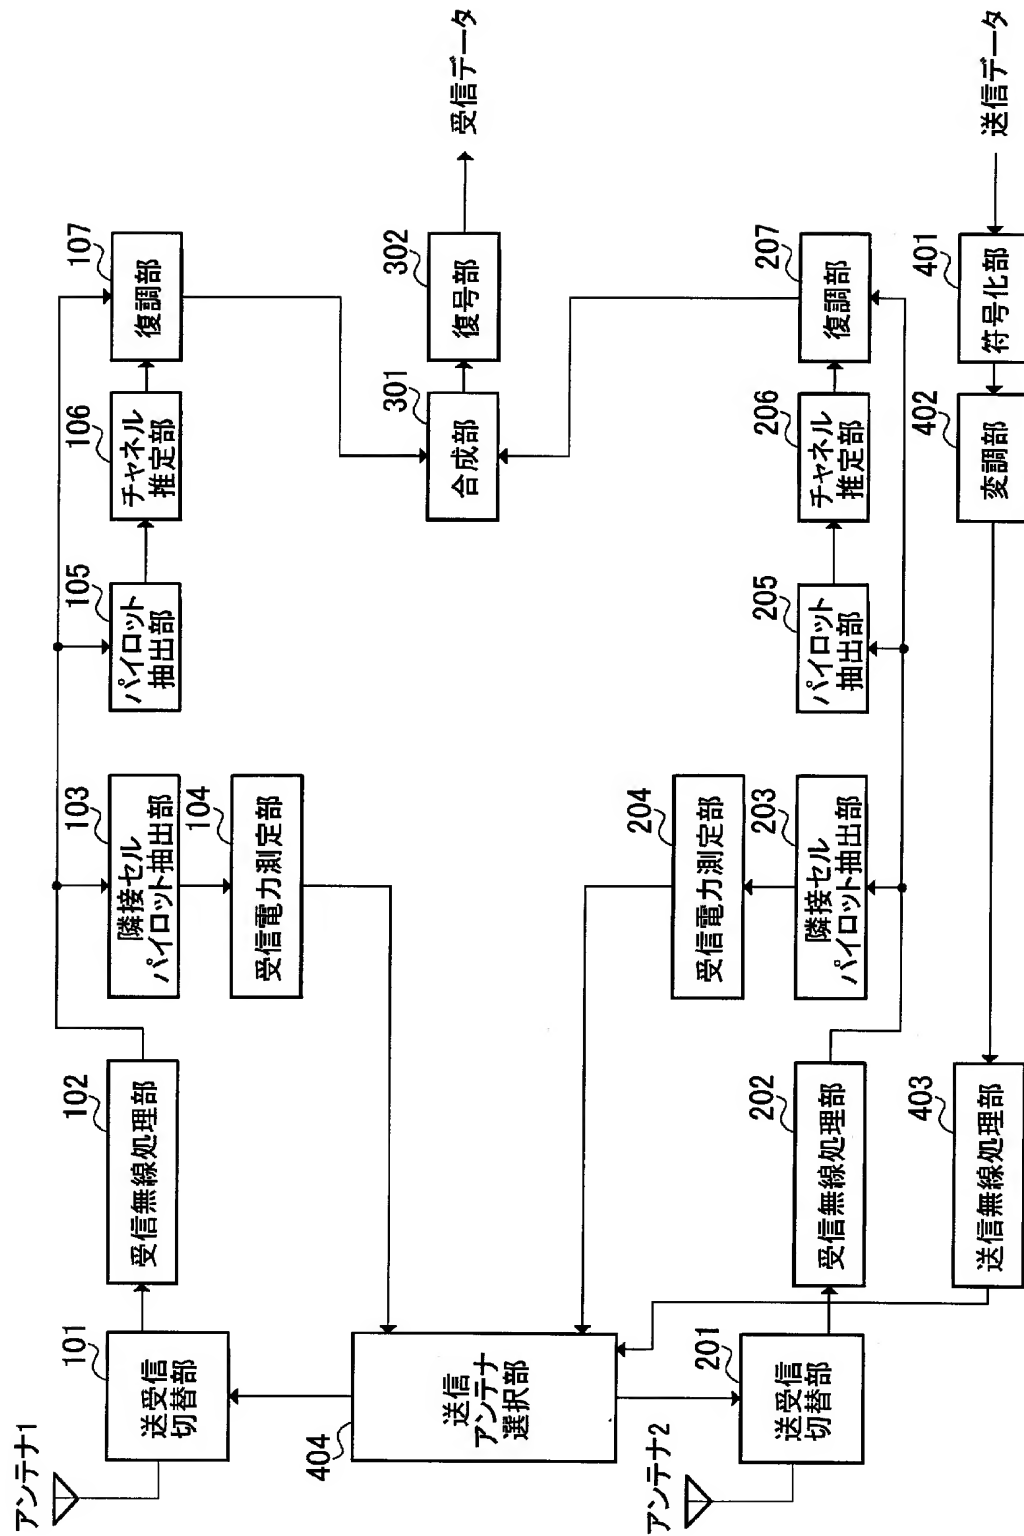 アンテナ1
101
送受信
切替部
102
受信無線処理部
103
隣接セル
パイロット抽出部
104
受信電力測定部
105
パイロット
抽出部
106
チャネル
推定部
107
復調部
404
送信
アンテナ
選択部
301
合成部
302
復号部
受信データ
アンテナ2
201
送受信
切替部
202
受信無線処理部
204
受信電力測定部
203
隣接セル
パイロット抽出部
205
パイロット
抽出部
206
チャネル
推定部
207
復調部
403
送信無線処理部
402
変調部
401
符号化部
送信データ